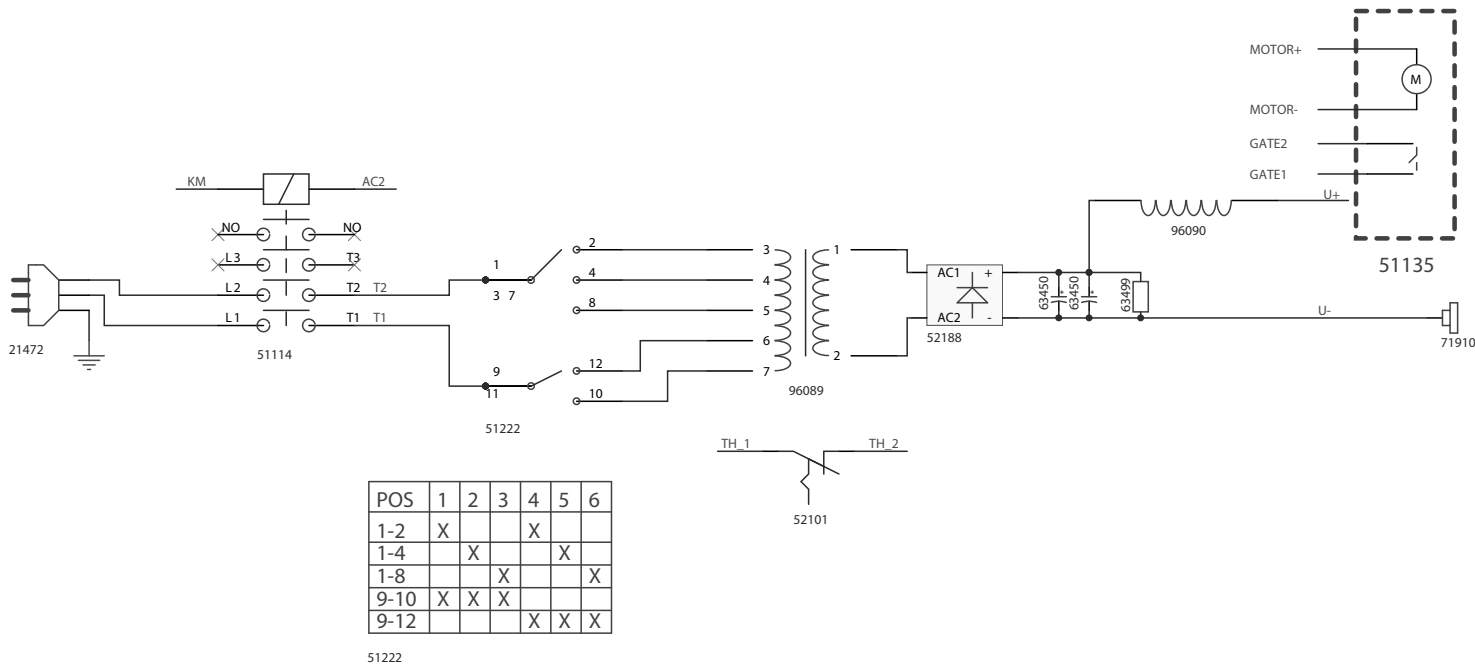 MOTOR+
M
MOTOR-
GATE2
GATE1
KM AC2
U+
96090
51135
NO NO
L3 T3
L2 T2 T2
L1 T1 T1
21472
51114
1
3 7
2
4
8
9
11
12
10
51222
3
4
5
6
7
1
2
96089
AC1 +
AC2 -
52188
63450
63450
63499
U-
71910
TH_1 TH_2
52101
POS 1 2 3 4 5 6
1-2 X X
1-4 X X
1-8 X X
9-10 X X X
9-12 X X X
51222